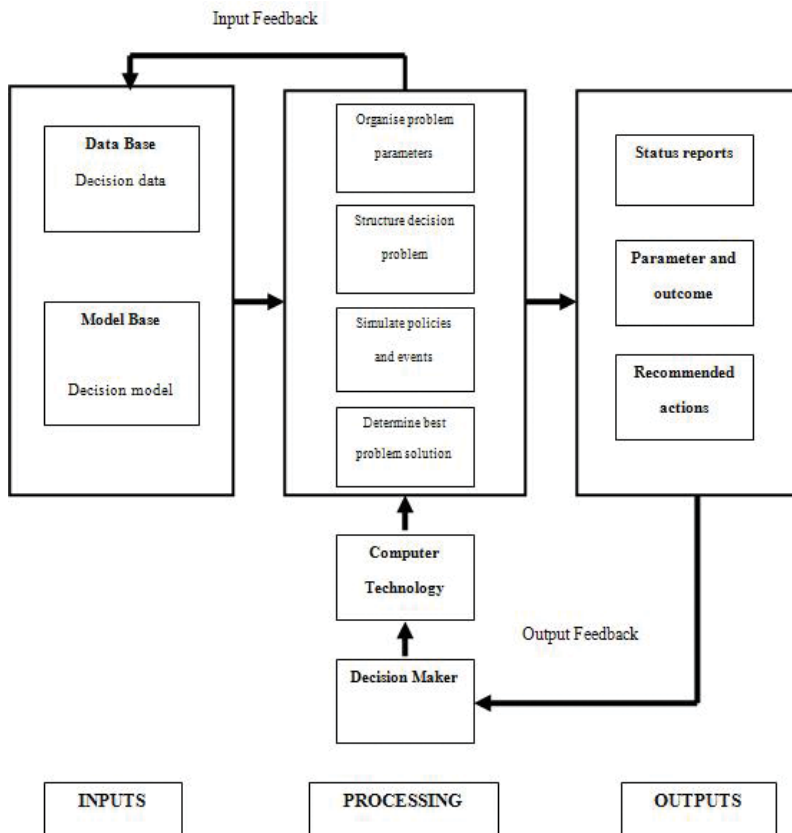 Input Feedback
Data Base
Decision data
Model Base
Decision model
Organise problem
parameters
Structure decision
problem
Simulate policies
and events
Determine best
problem solution
Status reports
Parameter and
outcome
Recommended
actions
Computer
Technology
Output Feedback
Decision Maker
INPUTS
PROCESSING
OUTPUTS